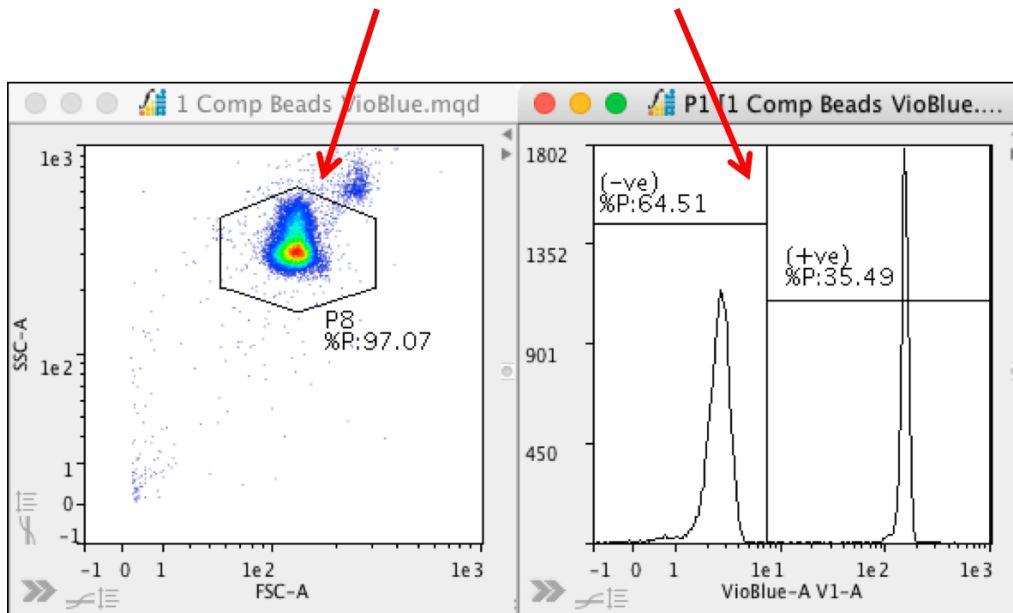 1 Comp Beads VioBlue.mqd
1e3
1e2
1
0
-1
SSC-A
P8
%P:97.07
-1 0 1 1e2 1e3
FSC-A
P1 [1 Comp Beads VioBlue....
1802
1352
901
450
(-ve)
%P:64.51
(+ve)
%P:35.49
-1 0 1 1e1 1e2 1e3
VioBlue-A V1-A